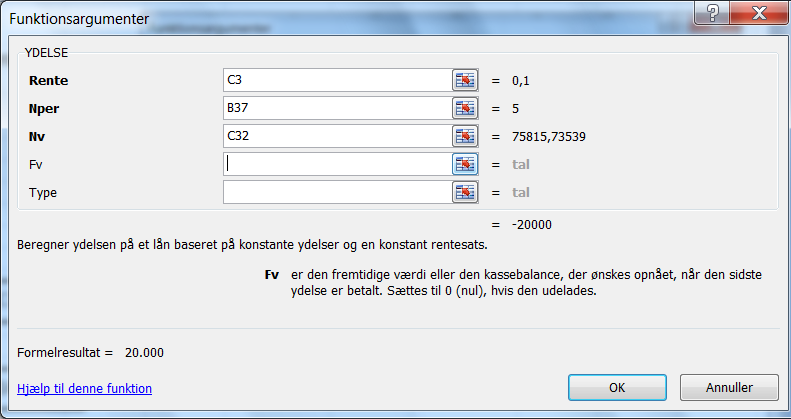 Funktionsargumenter
YDELSE
Rente C3 = 0,1
Nper B37 = 5
Nv C32 = 75815,73539
Fv = tal
Type = tal
= -20000
Beregner ydelsen på et lån baseret på konstante ydelser og en konstant rentesats.
Fv er den fremtidige værdi eller den kassebalance, der ønskes opnået, når den sidste
ydelse er betalt. Sættes til 0 (nul), hvis den udelades.
Formelresultat = 20.000
Hjælp til denne funktion
OK Annuller